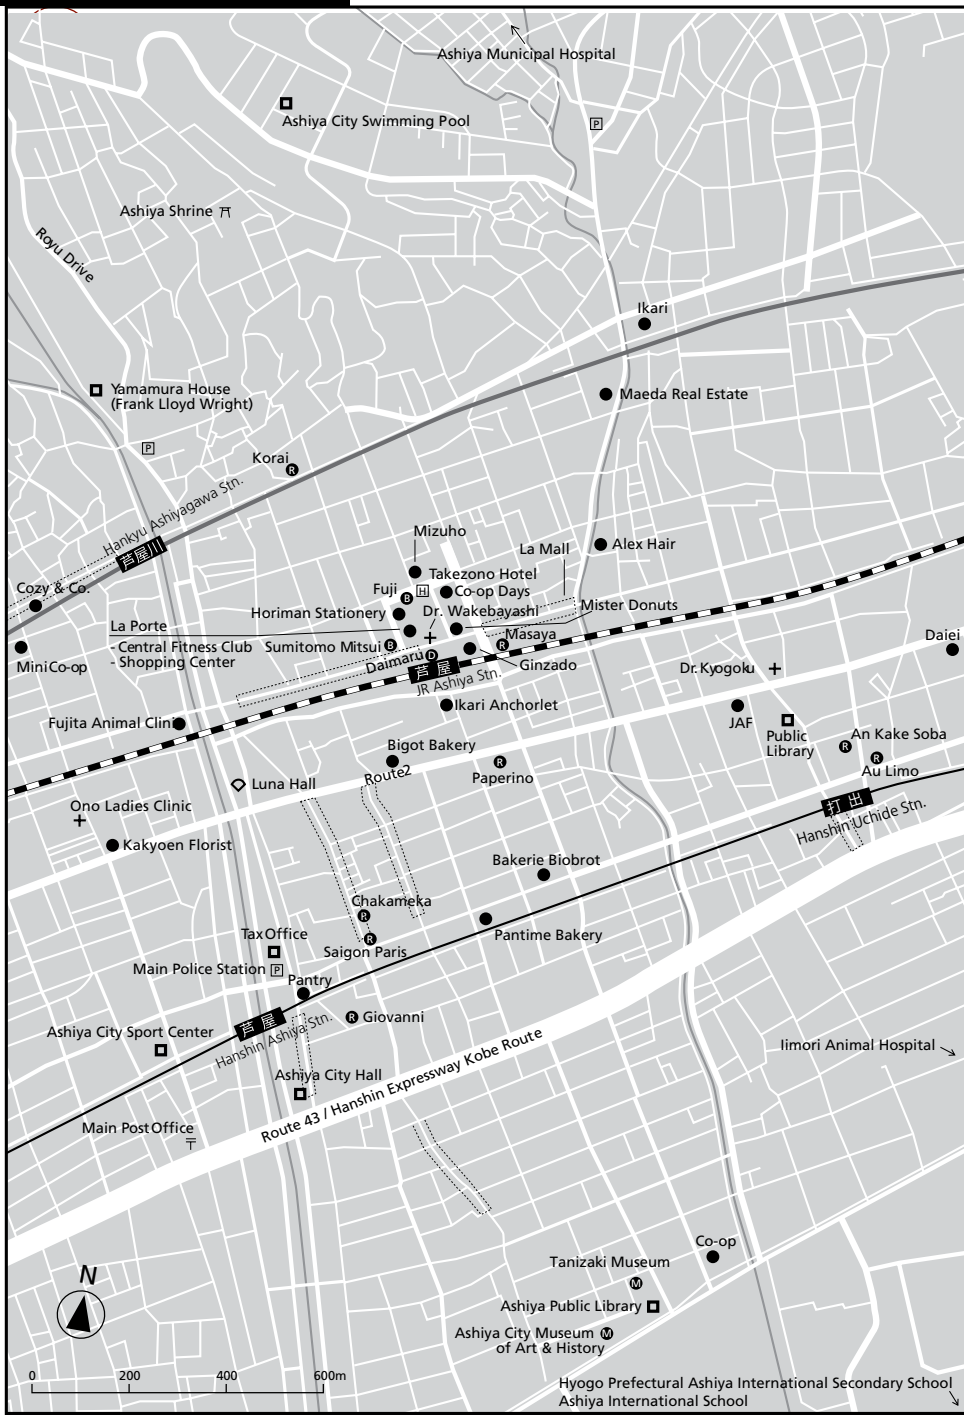 Ashiya Municipal Hospital
Ashiya City Swimming Pool
P
Ashiya Shrine
Royu Drive
Ikari
Yamamura House
(Frank Lloyd Wright)
Maeda Real Estate
P
Korai
R
Hankyu Ashiyagawa Stn.
芦屋川
Mizuho
La Mall
Alex Hair
Takezono Hotel
Cozy & Co.
Fuji
B
H
Co-op Days
Horiman Stationery
Dr. Wakebayashi
Mister Donuts
La Porte
- Central Fitness Club
- Shopping Center
Sumitomo Mitsui
B
Masaya
R
Daiei
MiniCo-op
Daimaru
D
Ginzado
芦屋
JR Ashiya Stn.
Dr.Kyogoku
Ikari Anchorlet
Fujita Animal Clini
JAF
Public
Library
An Kake Soba
R
Bigot Bakery
Route2
R
Paperino
R
Au Limo
Luna Hall
Ono Ladies Clinic
打出
Hanshin Uchide Stn.
Kakyoen Florist
Bakerie Biobrot
Chakameka
R
Saigon Paris
R
Pantime Bakery
TaxOffice
Main Police Station
P
Pantry
芦屋
Hanshin Ashiya Stn.
R
Giovanni
Ashiya City Sport Center
Iimori Animal Hospital
Ashiya City Hall
Route 43 / Hanshin Expressway Kobe Route
Main PostOffice
〒
Co-op
Tanizaki Museum
M
Ashiya Public Library
Ashiya City Museum
of Art & History
M
N
0 200 400 600m
Hyogo Prefectural Ashiya International Secondary School
Ashiya International School